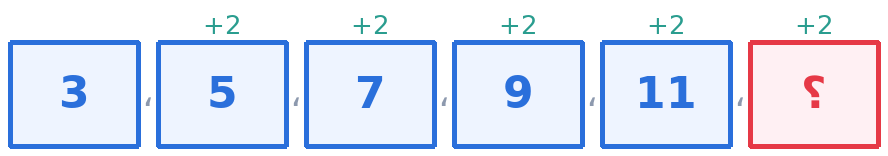 +2 +2 +2 +2 +2
3 ، 5 ، 7 ، 9 ، 11 ، ؟